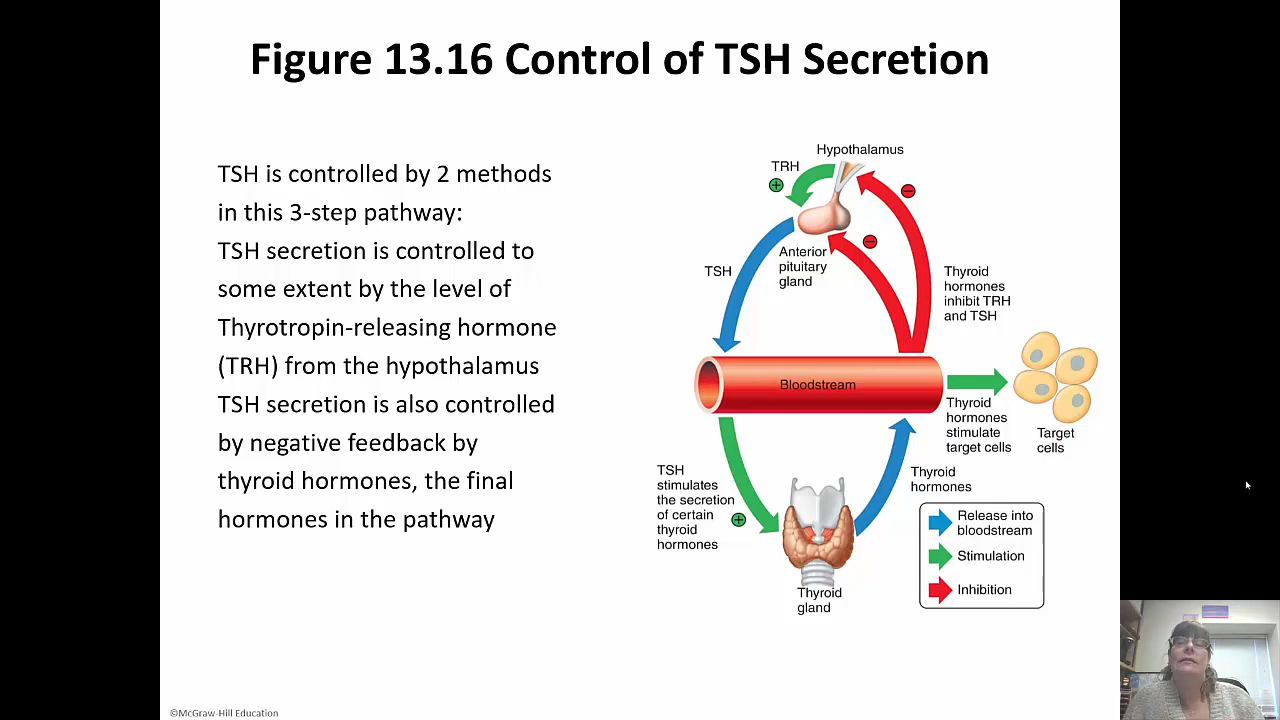 Figure 13.16 Control of TSH Secretion
TSH is controlled by 2 methods
in this 3-step pathway:
TSH secretion is controlled to
some extent by the level of
Thyrotropin-releasing hormone
(TRH) from the hypothalamus
TSH secretion is also controlled
by negative feedback by
thyroid hormones, the final
hormones in the pathway
Hypothalamus
TRH
Anterior
pituitary
gland
TSH
Thyroid
hormones
inhibit TRH
and TSH
Bloodstream
Thyroid
hormones
stimulate
target cells
Target
cells
TSH
stimulates
the secretion
of certain
thyroid
hormones
Thyroid
hormones
Thyroid
gland
Release into
bloodstream
Stimulation
Inhibition
©McGraw-Hill Education